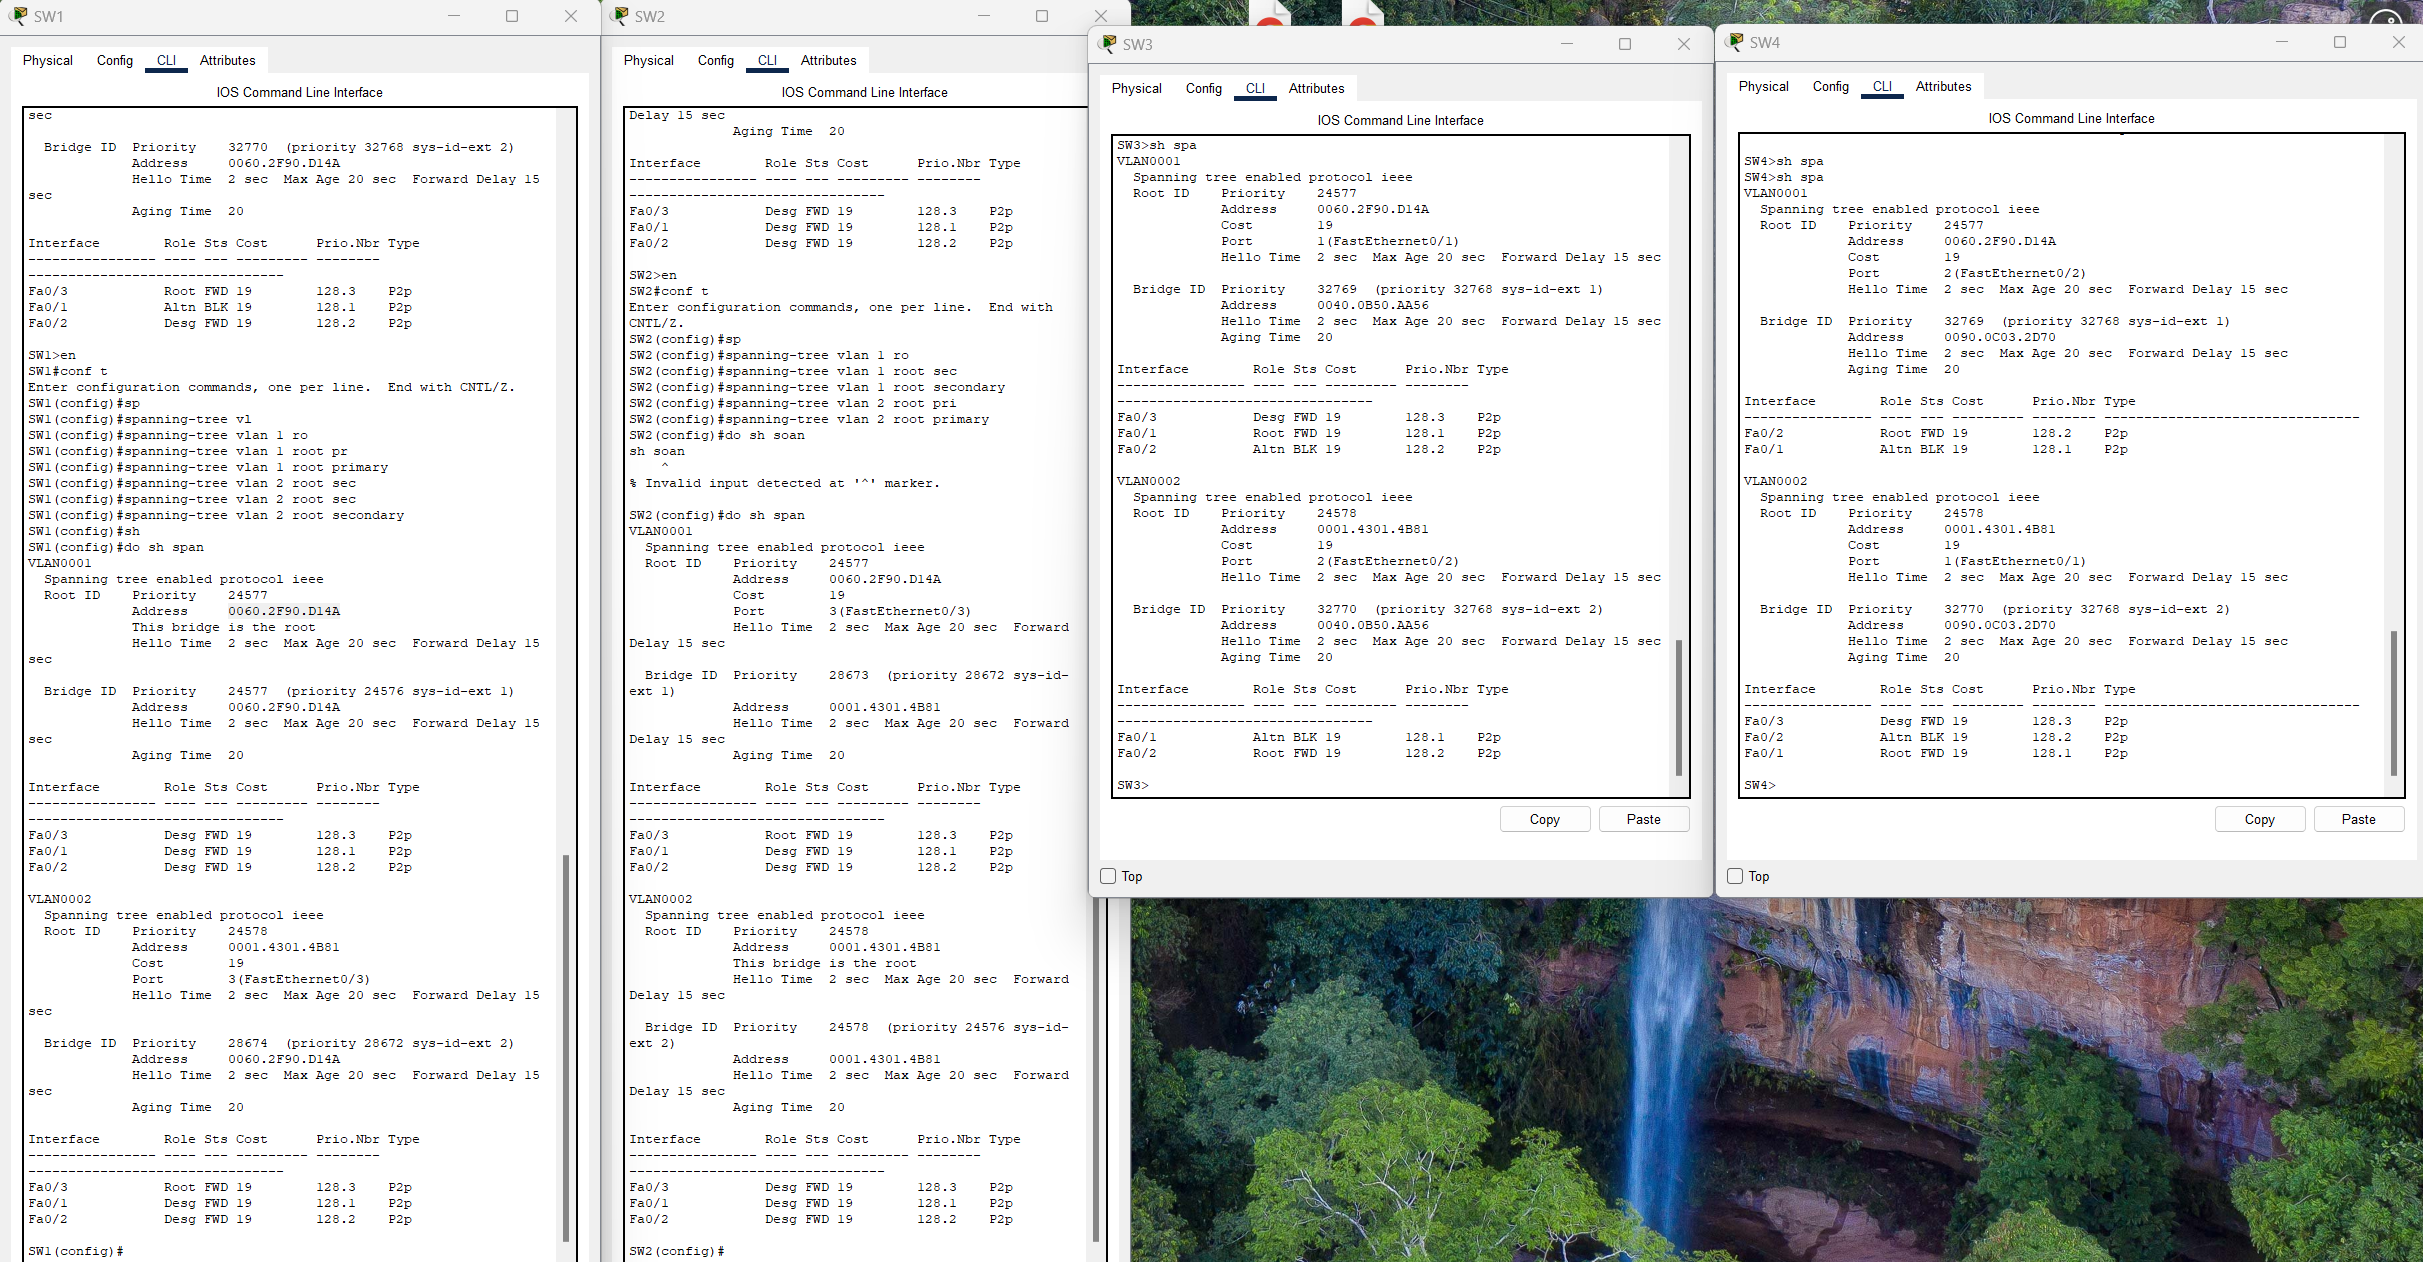 SW1
Physical Config CLI Attributes
IOS Command Line Interface
sec
Bridge ID Priority 32770 (priority 32768 sys-id-ext 2)
Address 0060.2F90.D14A
Hello Time 2 sec Max Age 20 sec Forward Delay 15
sec
Aging Time 20
Interface Role Sts Cost Prio.Nbr Type
---------------- ---- --- --------- --------
--------------------------------
Fa0/3 Root FWD 19 128.3 P2p
Fa0/1 Altn BLK 19 128.1 P2p
Fa0/2 Desg FWD 19 128.2 P2p
SW1>en
SW1#conf t
Enter configuration commands, one per line. End with CNTL/Z.
SW1(config)#sp
SW1(config)#spanning-tree vl
SW1(config)#spanning-tree vlan 1 ro
SW1(config)#spanning-tree vlan 1 root pr
SW1(config)#spanning-tree vlan 1 root primary
SW1(config)#spanning-tree vlan 2 root sec
SW1(config)#spanning-tree vlan 2 root sec
SW1(config)#spanning-tree vlan 2 root secondary
SW1(config)#sh
SW1(config)#do sh span
VLAN0001
Spanning tree enabled protocol ieee
Root ID Priority 24577
Address 0060.2F90.D14A
This bridge is the root
Hello Time 2 sec Max Age 20 sec Forward Delay 15
sec
Bridge ID Priority 24577 (priority 24576 sys-id-ext 1)
Address 0060.2F90.D14A
Hello Time 2 sec Max Age 20 sec Forward Delay 15
sec
Aging Time 20
Interface Role Sts Cost Prio.Nbr Type
---------------- ---- --- --------- --------
--------------------------------
Fa0/3 Desg FWD 19 128.3 P2p
Fa0/1 Desg FWD 19 128.1 P2p
Fa0/2 Desg FWD 19 128.2 P2p
VLAN0002
Spanning tree enabled protocol ieee
Root ID Priority 24578
Address 0001.4301.4B81
Cost 19
Port 3(FastEthernet0/3)
Hello Time 2 sec Max Age 20 sec Forward Delay 15
sec
Bridge ID Priority 28674 (priority 28672 sys-id-ext 2)
Address 0060.2F90.D14A
Hello Time 2 sec Max Age 20 sec Forward Delay 15
sec
Aging Time 20
Interface Role Sts Cost Prio.Nbr Type
---------------- ---- --- --------- --------
--------------------------------
Fa0/3 Root FWD 19 128.3 P2p
Fa0/1 Desg FWD 19 128.1 P2p
Fa0/2 Desg FWD 19 128.2 P2p
SW1(config)#
SW2
Physical Config CLI Attributes
IOS Command Line Interface
Delay 15 sec
Aging Time 20
Interface Role Sts Cost Prio.Nbr Type
---------------- ---- --- --------- --------
--------------------------------
Fa0/3 Desg FWD 19 128.3 P2p
Fa0/1 Desg FWD 19 128.1 P2p
Fa0/2 Desg FWD 19 128.2 P2p
SW2>en
SW2#conf t
Enter configuration commands, one per line. End with
CNTL/Z.
SW2(config)#sp
SW2(config)#spanning-tree vlan 1 ro
SW2(config)#spanning-tree vlan 1 root sec
SW2(config)#spanning-tree vlan 1 root secondary
SW2(config)#spanning-tree vlan 2 root pri
SW2(config)#spanning-tree vlan 2 root primary
SW2(config)#do sh soan
sh soan
^
% Invalid input detected at '^' marker.
SW2(config)#do sh span
VLAN0001
Spanning tree enabled protocol ieee
Root ID Priority 24577
Address 0060.2F90.D14A
Cost 19
Port 3(FastEthernet0/3)
Hello Time 2 sec Max Age 20 sec Forward
Delay 15 sec
Bridge ID Priority 28673 (priority 28672 sys-id-
ext 1)
Address 0001.4301.4B81
Hello Time 2 sec Max Age 20 sec Forward
Delay 15 sec
Aging Time 20
Interface Role Sts Cost Prio.Nbr Type
---------------- ---- --- --------- --------
--------------------------------
Fa0/3 Root FWD 19 128.3 P2p
Fa0/1 Desg FWD 19 128.1 P2p
Fa0/2 Desg FWD 19 128.2 P2p
VLAN0002
Spanning tree enabled protocol ieee
Root ID Priority 24578
Address 0001.4301.4B81
This bridge is the root
Hello Time 2 sec Max Age 20 sec Forward
Delay 15 sec
Bridge ID Priority 24578 (priority 24576 sys-id-
ext 2)
Address 0001.4301.4B81
Hello Time 2 sec Max Age 20 sec Forward
Delay 15 sec
Aging Time 20
Interface Role Sts Cost Prio.Nbr Type
---------------- ---- --- --------- --------
--------------------------------
Fa0/3 Desg FWD 19 128.3 P2p
Fa0/1 Desg FWD 19 128.1 P2p
Fa0/2 Desg FWD 19 128.2 P2p
SW2(config)#
SW3
Physical Config CLI Attributes
IOS Command Line Interface
SW3>sh spa
VLAN0001
Spanning tree enabled protocol ieee
Root ID Priority 24577
Address 0060.2F90.D14A
Cost 19
Port 1(FastEthernet0/1)
Hello Time 2 sec Max Age 20 sec Forward Delay 15 sec
Bridge ID Priority 32769 (priority 32768 sys-id-ext 1)
Address 0040.0B50.AA56
Hello Time 2 sec Max Age 20 sec Forward Delay 15 sec
Aging Time 20
Interface Role Sts Cost Prio.Nbr Type
---------------- ---- --- --------- --------
--------------------------------
Fa0/3 Desg FWD 19 128.3 P2p
Fa0/1 Root FWD 19 128.1 P2p
Fa0/2 Altn BLK 19 128.2 P2p
VLAN0002
Spanning tree enabled protocol ieee
Root ID Priority 24578
Address 0001.4301.4B81
Cost 19
Port 2(FastEthernet0/2)
Hello Time 2 sec Max Age 20 sec Forward Delay 15 sec
Bridge ID Priority 32770 (priority 32768 sys-id-ext 2)
Address 0040.0B50.AA56
Hello Time 2 sec Max Age 20 sec Forward Delay 15 sec
Aging Time 20
Interface Role Sts Cost Prio.Nbr Type
---------------- ---- --- --------- --------
--------------------------------
Fa0/1 Altn BLK 19 128.1 P2p
Fa0/2 Root FWD 19 128.2 P2p
SW3>
Copy Paste
Top
SW4
Physical Config CLI Attributes
IOS Command Line Interface
SW4>sh spa
SW4>sh spa
VLAN0001
Spanning tree enabled protocol ieee
Root ID Priority 24577
Address 0060.2F90.D14A
Cost 19
Port 2(FastEthernet0/2)
Hello Time 2 sec Max Age 20 sec Forward Delay 15 sec
Bridge ID Priority 32769 (priority 32768 sys-id-ext 1)
Address 0090.0C03.2D70
Hello Time 2 sec Max Age 20 sec Forward Delay 15 sec
Aging Time 20
Interface Role Sts Cost Prio.Nbr Type
---------------- ---- --- --------- -------- --------------------------------
Fa0/2 Root FWD 19 128.2 P2p
Fa0/1 Altn BLK 19 128.1 P2p
VLAN0002
Spanning tree enabled protocol ieee
Root ID Priority 24578
Address 0001.4301.4B81
Cost 19
Port 1(FastEthernet0/1)
Hello Time 2 sec Max Age 20 sec Forward Delay 15 sec
Bridge ID Priority 32770 (priority 32768 sys-id-ext 2)
Address 0090.0C03.2D70
Hello Time 2 sec Max Age 20 sec Forward Delay 15 sec
Aging Time 20
Interface Role Sts Cost Prio.Nbr Type
---------------- ---- --- --------- -------- --------------------------------
Fa0/3 Desg FWD 19 128.3 P2p
Fa0/2 Altn BLK 19 128.2 P2p
Fa0/1 Root FWD 19 128.1 P2p
SW4>
Copy Paste
Top